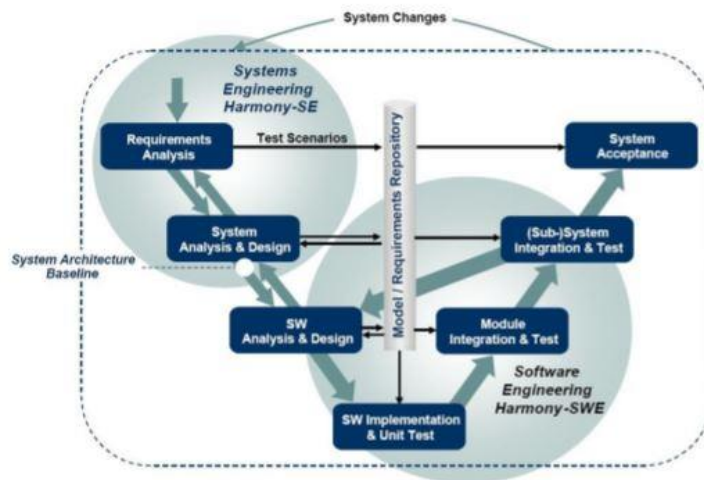 System Changes
Systems
Engineering
Harmony-SE
Requirements
Analysis
Test Scenarios
Model / Requirements Repository
System
Acceptance
System
Analysis & Design
(Sub-)System
Integration & Test
System Architecture
Baseline
SW
Analysis & Design
Module
Integration & Test
Software
Engineering
Harmony-SWE
SW Implementation
& Unit Test